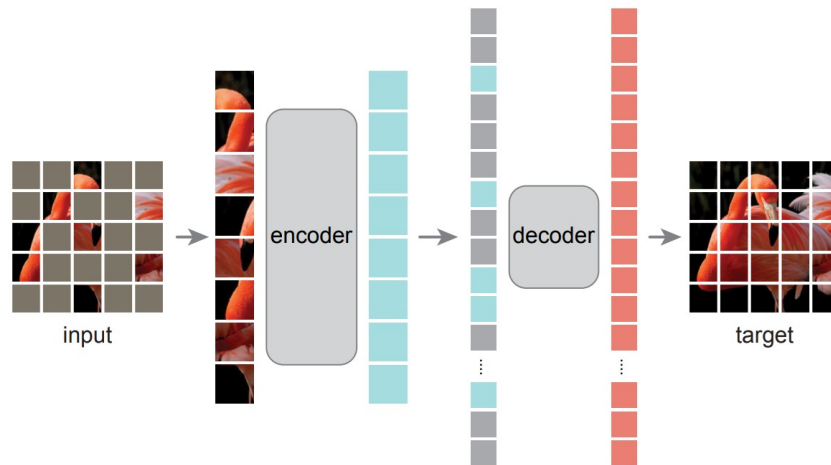 input
encoder
decoder
target